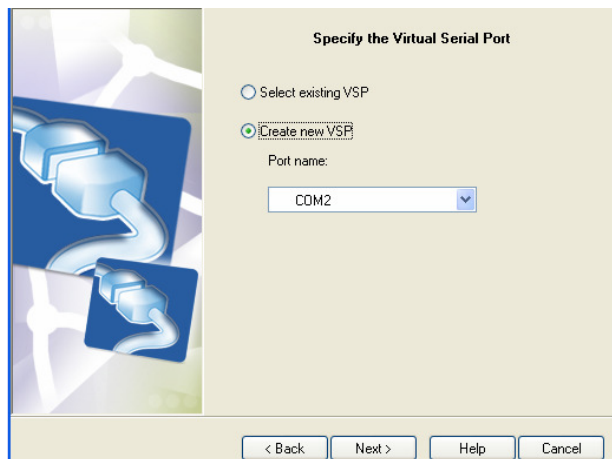 Specify the Virtual Serial Port
Select existing VSP
Create new VSP
Port name:
COM2
< Back
Next >
Help
Cancel